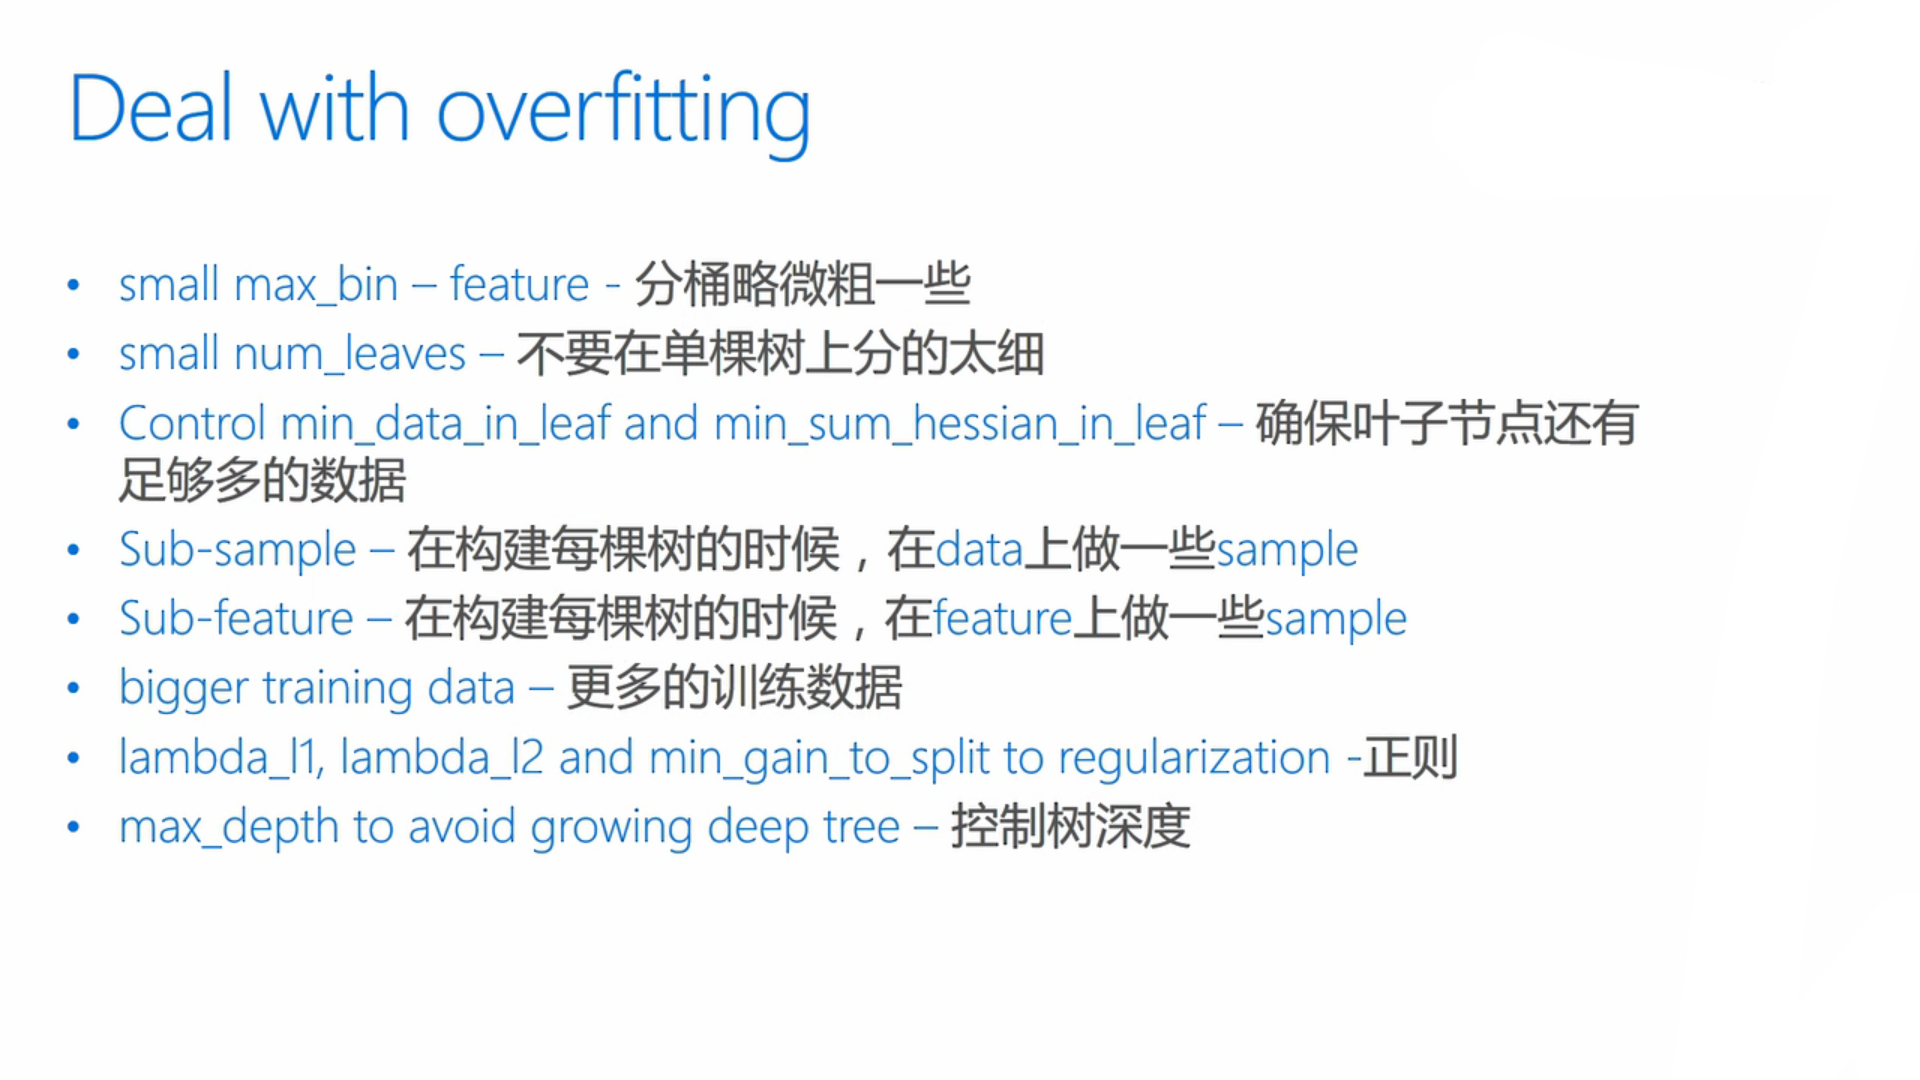 Deal with overfitting
• small max_bin – feature - 分桶略微粗一些
• small num_leaves – 不要在单棵树上分的太细
• Control min_data_in_leaf and min_sum_hessian_in_leaf – 确保叶子节点还有
足够多的数据
• Sub-sample – 在构建每棵树的时候，在data上做一些sample
• Sub-feature – 在构建每棵树的时候，在feature上做一些sample
• bigger training data – 更多的训练数据
• lambda_l1, lambda_l2 and min_gain_to_split to regularization -正则
• max_depth to avoid growing deep tree – 控制树深度